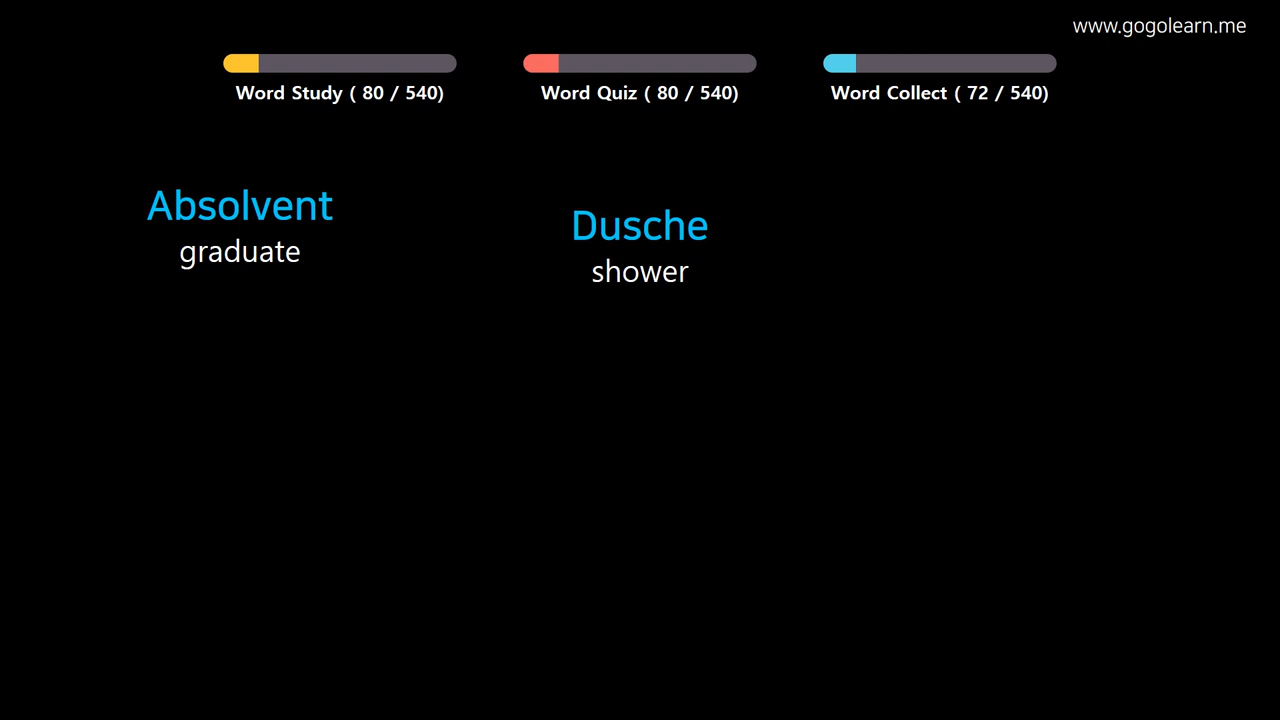 www.gogolearn.me
Word Study ( 80 / 540)
Word Quiz ( 80 / 540)
Word Collect ( 72 / 540)
Absolvent
graduate
Dusche
shower